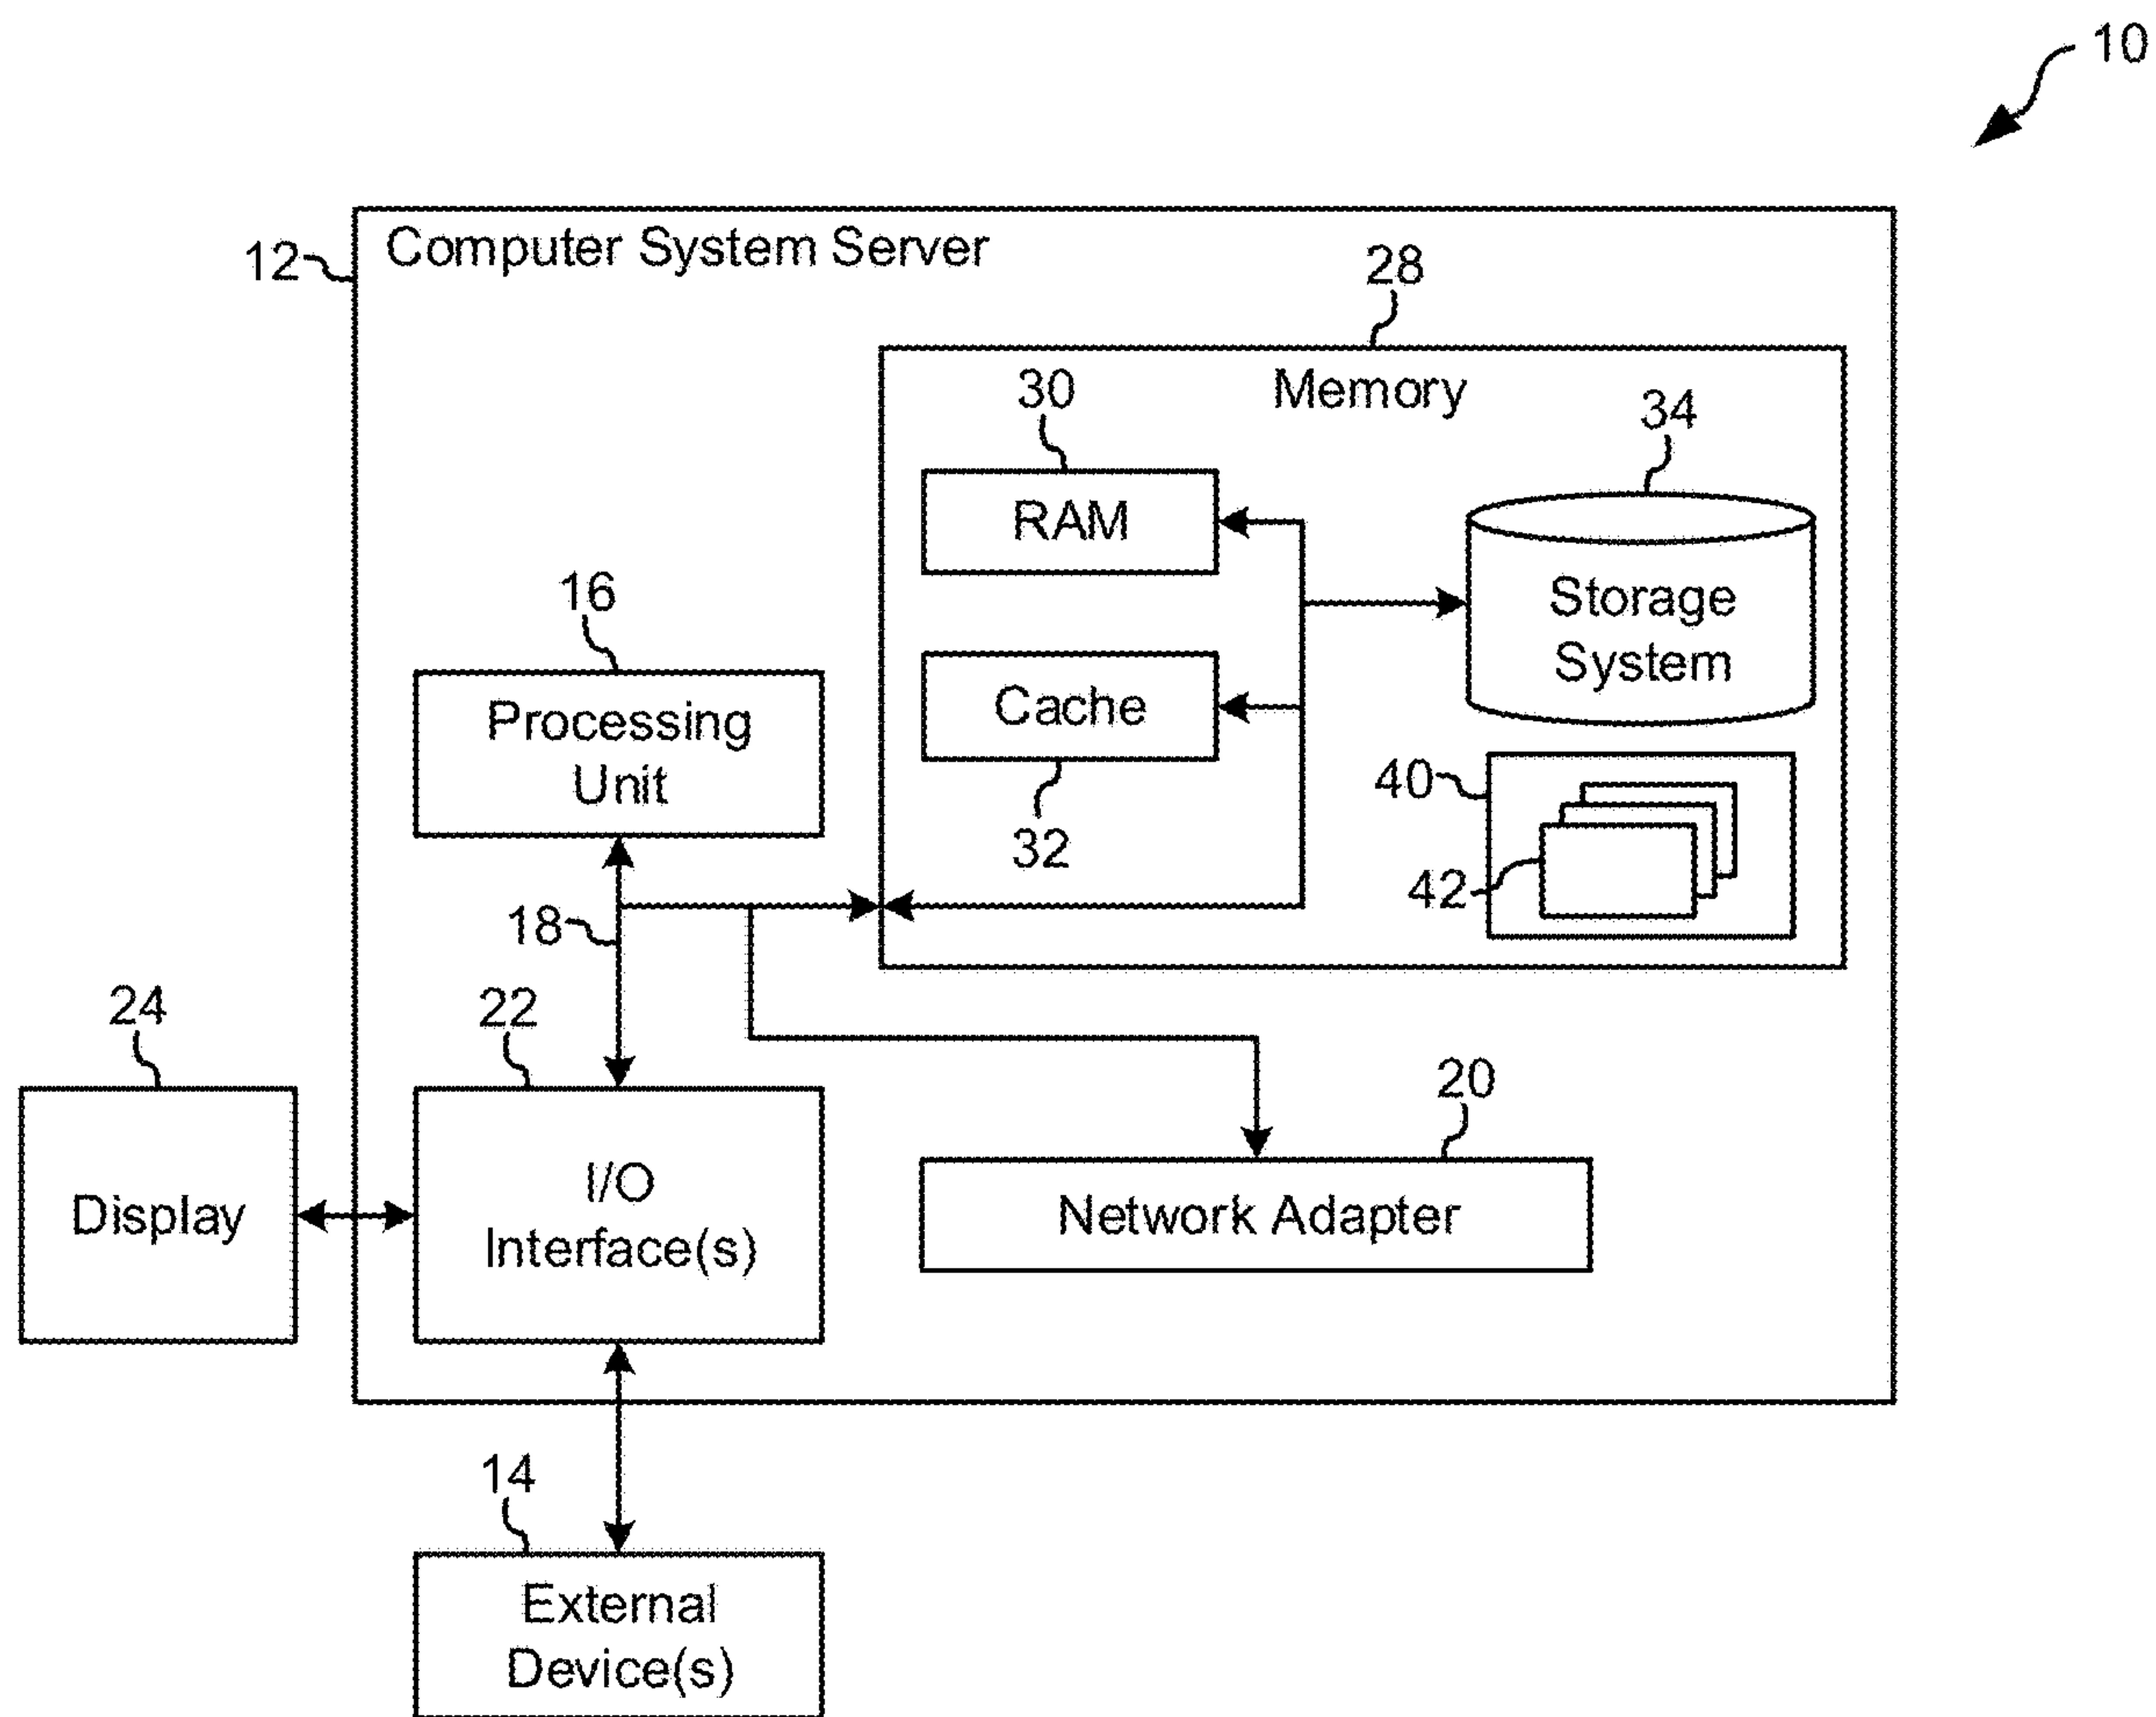 10
12
Computer System Server
28
30
Memory
34
RAM
16
Storage
System
Processing
Unit
Cache
40
32
42
18
24
22
20
Display
I/O
Interface(s)
Network Adapter
14
External
Device(s)